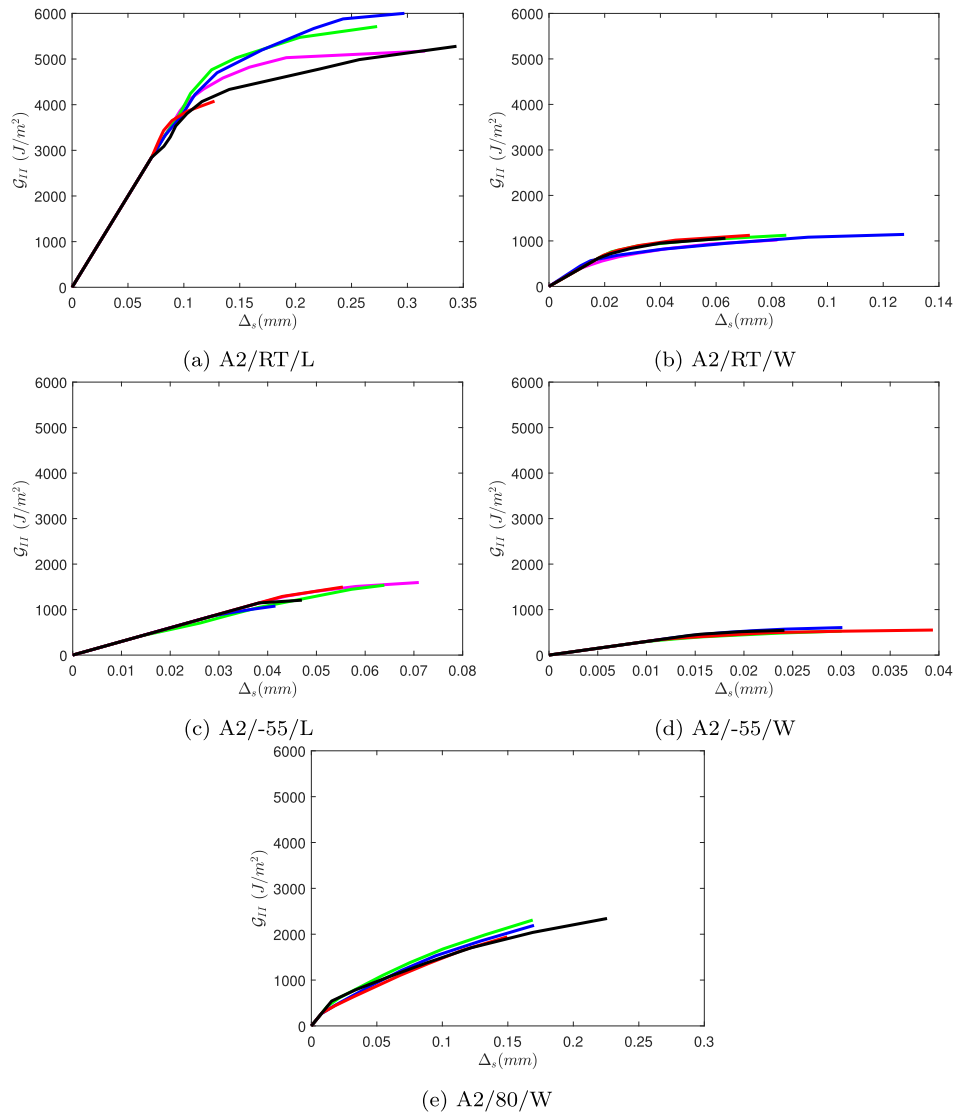 6000
5000
4000
3000
2000
1000
0
𝒢_II (J/m²)
0 0.05 0.1 0.15 0.2 0.25 0.3 0.35
Δ_s(mm)
(a) A2/RT/L
6000
5000
4000
3000
2000
1000
0
𝒢_II (J/m²)
0 0.02 0.04 0.06 0.08 0.1 0.12 0.14
Δ_s(mm)
(b) A2/RT/W
6000
5000
4000
3000
2000
1000
0
𝒢_II (J/m²)
0 0.01 0.02 0.03 0.04 0.05 0.06 0.07 0.08
Δ_s(mm)
(c) A2/-55/L
6000
5000
4000
3000
2000
1000
0
𝒢_II (J/m²)
0 0.005 0.01 0.015 0.02 0.025 0.03 0.035 0.04
Δ_s(mm)
(d) A2/-55/W
6000
5000
4000
3000
2000
1000
0
𝒢_II (J/m²)
0 0.05 0.1 0.15 0.2 0.25 0.3
Δ_s(mm)
(e) A2/80/W